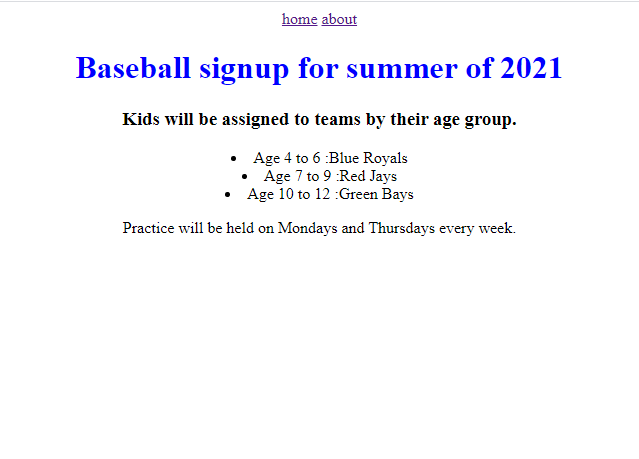 home about
Baseball signup for summer of 2021
Kids will be assigned to teams by their age group.
• Age 4 to 6 :Blue Royals
• Age 7 to 9 :Red Jays
• Age 10 to 12 :Green Bays
Practice will be held on Mondays and Thursdays every week.